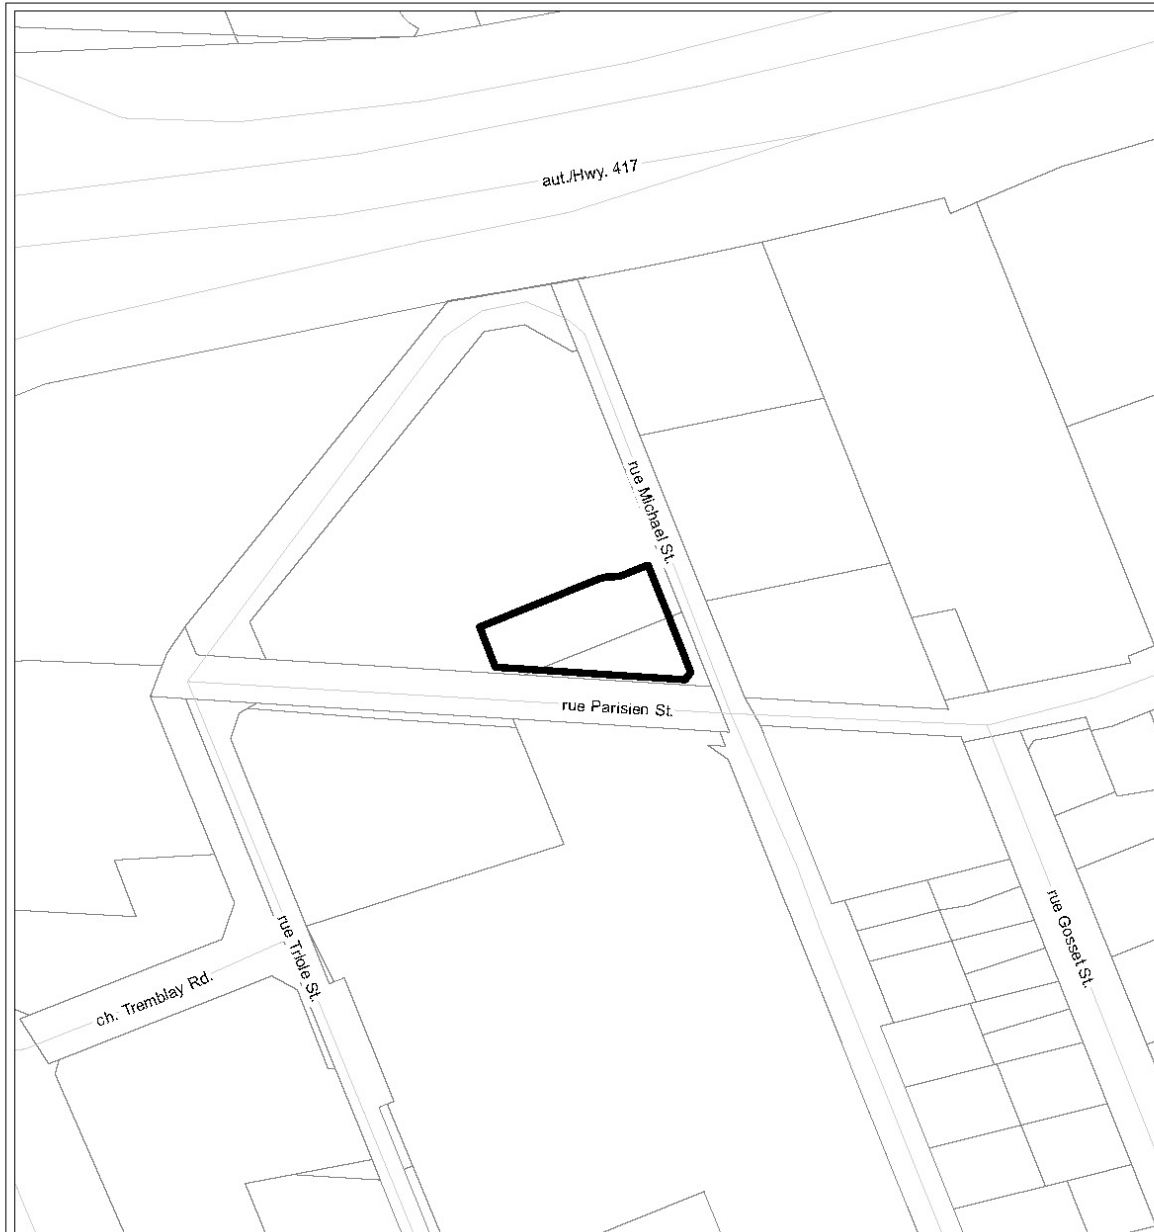 aut./Hwy. 417
rue Michael St.
rue Parisien St.
rue Triole St.
rue Gosset St.
ch. Tremblay Rd.